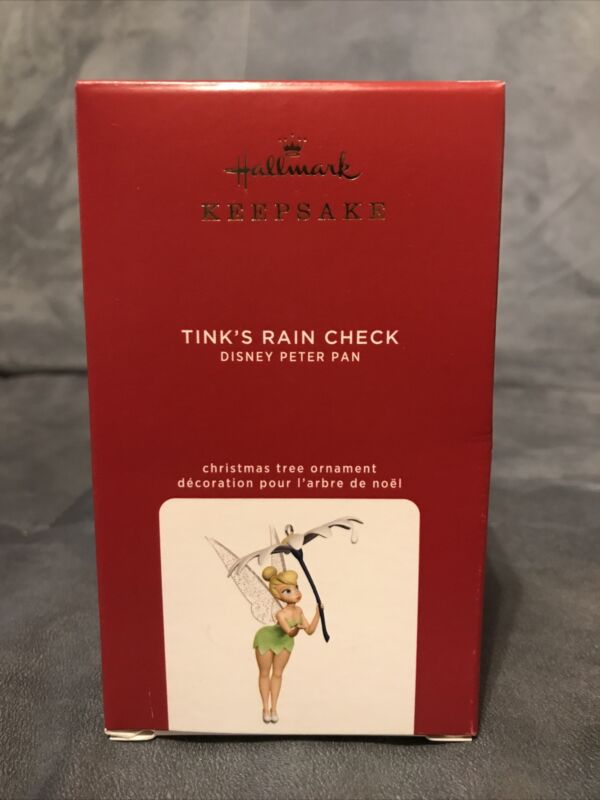 Hallmark
KEEPSAKE
TINK'S RAIN CHECK
DISNEY PETER PAN
christmas tree ornament
décoration pour l'arbre de noël